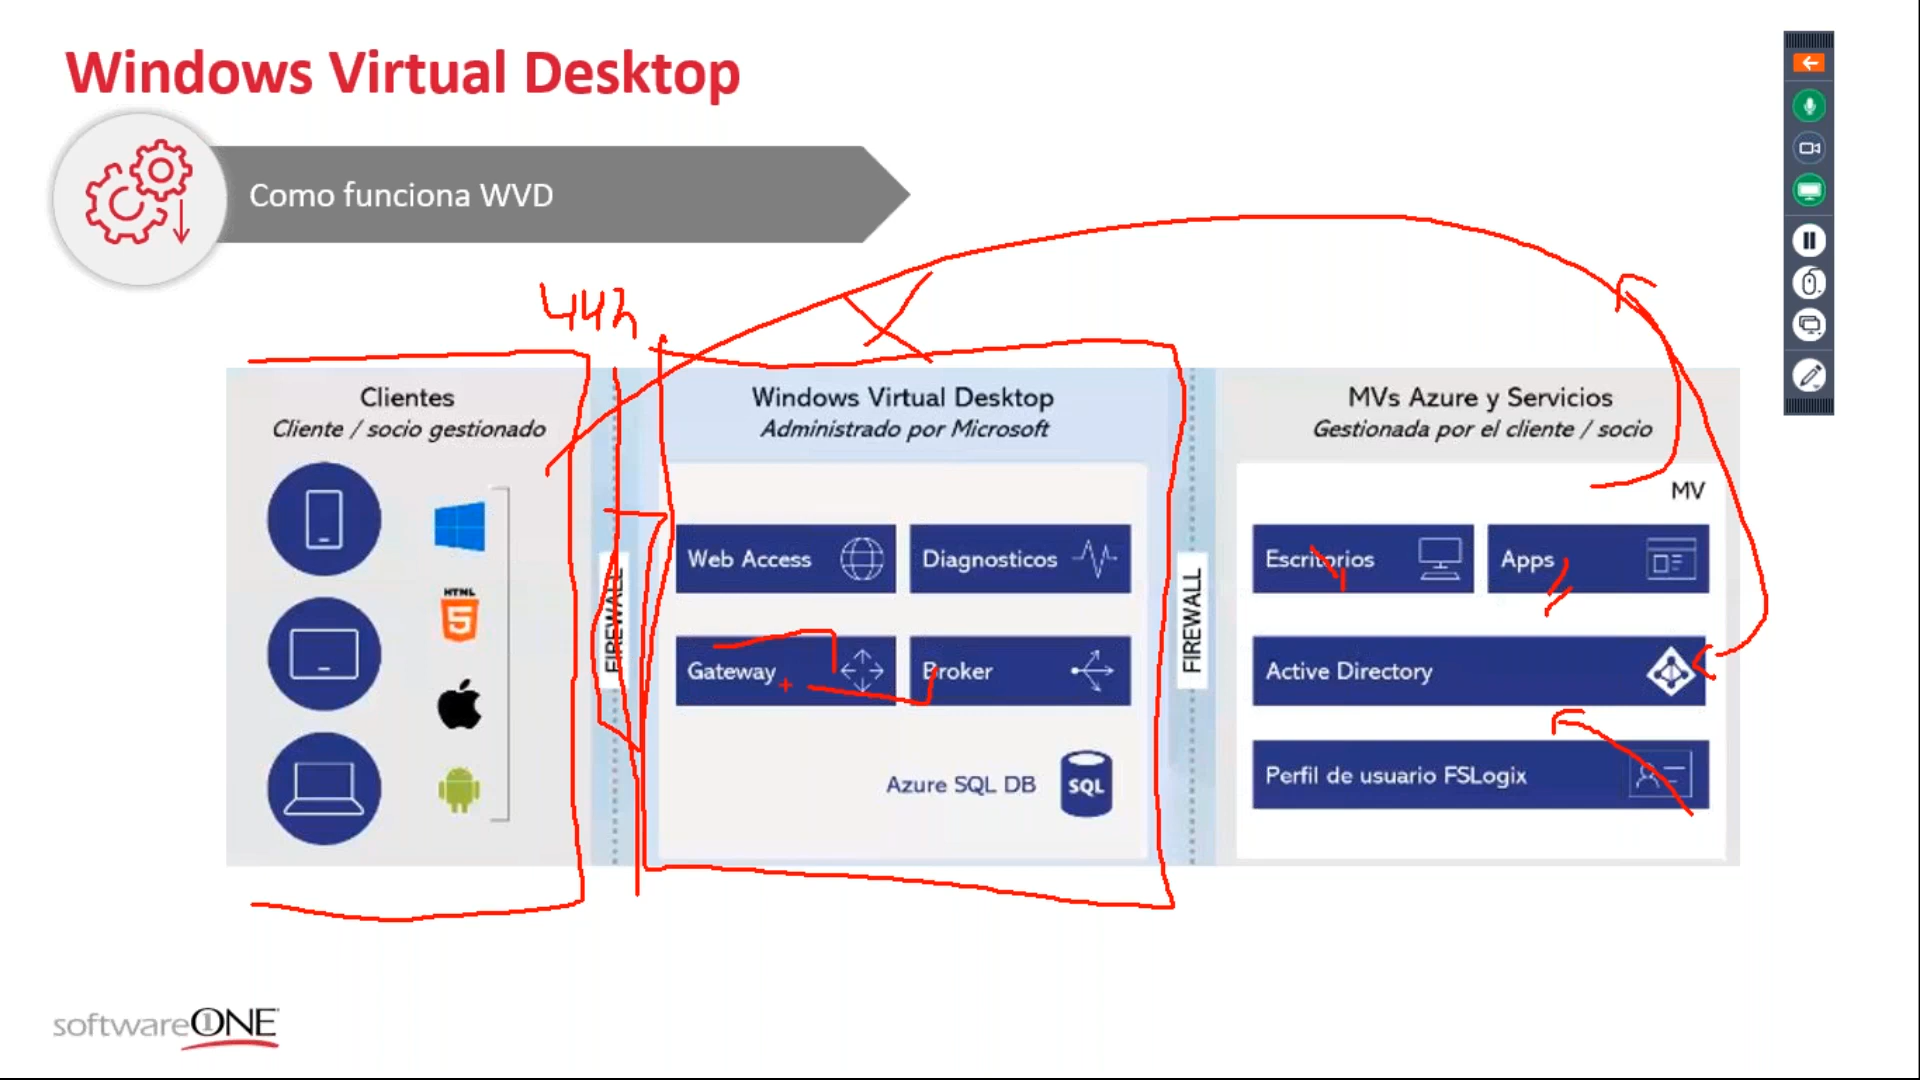 Windows Virtual Desktop
Como funciona WVD
443
Clientes
Cliente / socio gestionado
HTML
5
FIREWALL
Windows Virtual Desktop
Administrado por Microsoft
Web Access
Diagnosticos
Gateway
Broker
Azure SQL DB
SQL
FIREWALL
MVs Azure y Servicios
Gestionada por el cliente / socio
MV
Escritorios
Apps
Active Directory
Perfil de usuario FSLogix
softwareONE